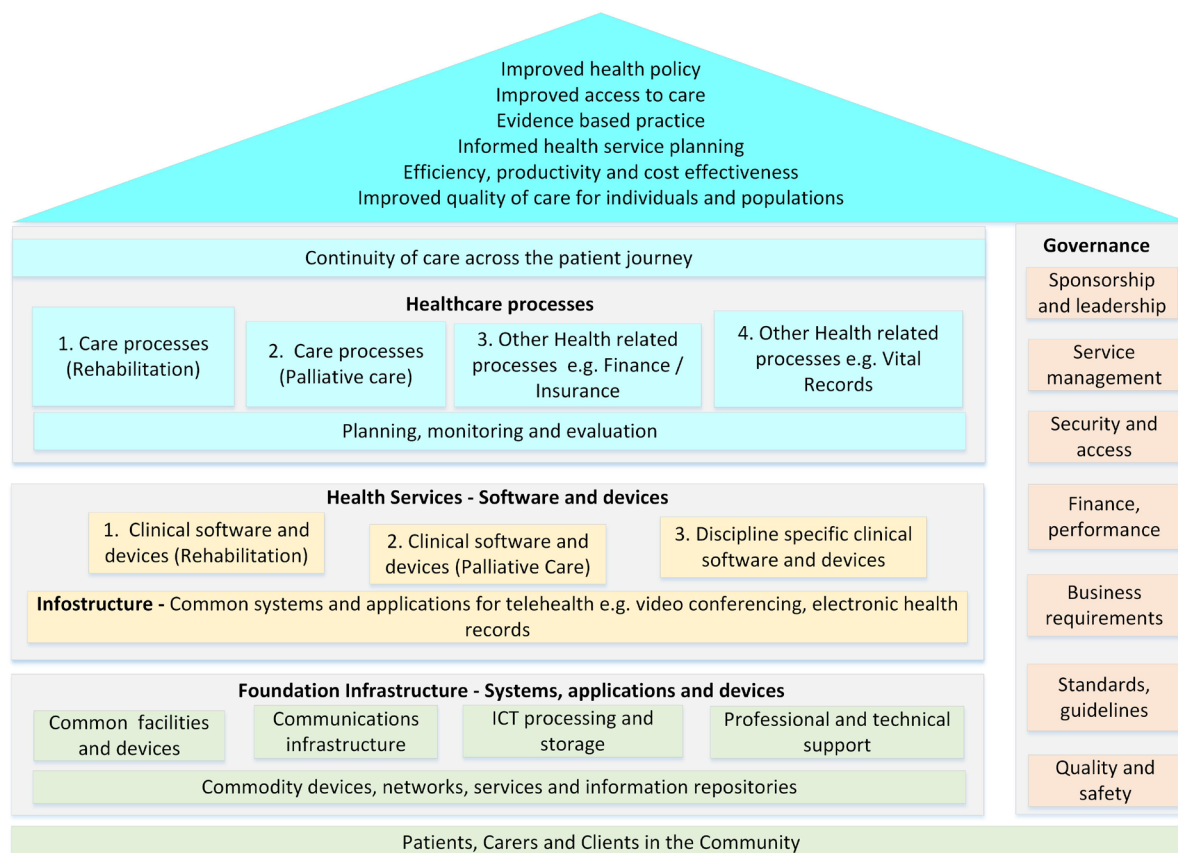 Improved health policy
Improved access to care
Evidence based practice
Informed health service planning
Efficiency, productivity and cost effectiveness
Improved quality of care for individuals and populations
Continuity of care across the patient journey
Healthcare processes
1. Care processes
(Rehabilitation)
2. Care processes
(Palliative care)
3. Other Health related
processes e.g. Finance /
Insurance
4. Other Health related
processes e.g. Vital
Records
Planning, monitoring and evaluation
Health Services - Software and devices
1. Clinical software and
devices (Rehabilitation)
2. Clinical software and
devices (Palliative Care)
3. Discipline specific clinical
software and devices
Infostructure - Common systems and applications for telehealth e.g. video conferencing, electronic health
records
Foundation Infrastructure - Systems, applications and devices
Common facilities
and devices
Communications
infrastructure
ICT processing and
storage
Professional and technical
support
Commodity devices, networks, services and information repositories
Governance
Sponsorship
and leadership
Service
management
Security and
access
Finance,
performance
Business
requirements
Standards,
guidelines
Quality and
safety
Patients, Carers and Clients in the Community